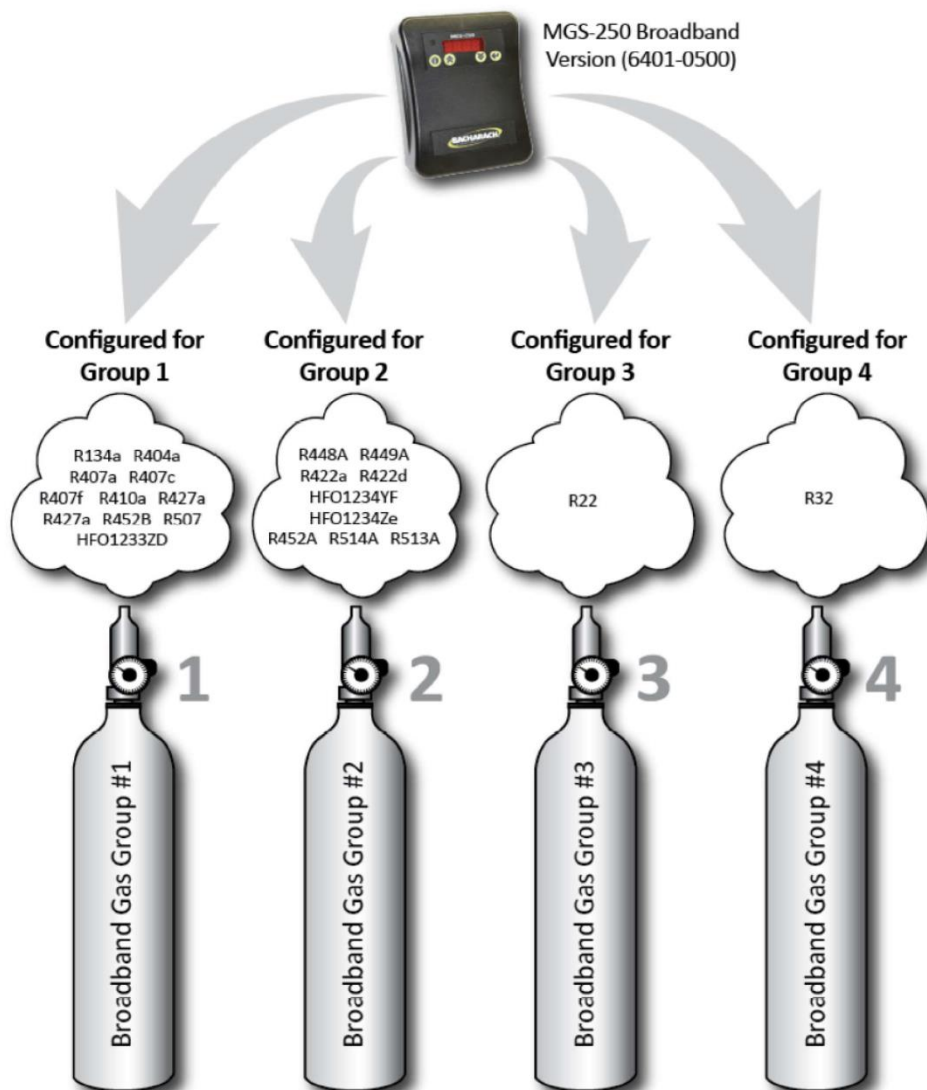 MGS-250
BACHARACH
MGS-250 Broadband
Version (6401-0500)
Configured for
Group 1
R134a R404a
R407a R407c
R407f R410a R427a
R427a R452B R507
HFO1233ZD
1
Broadband Gas Group #1
Configured for
Group 2
R448A R449A
R422a R422d
HFO1234YF
HFO1234Ze
R452A R514A R513A
2
Broadband Gas Group #2
Configured for
Group 3
R22
3
Broadband Gas Group #3
Configured for
Group 4
R32
4
Broadband Gas Group #4